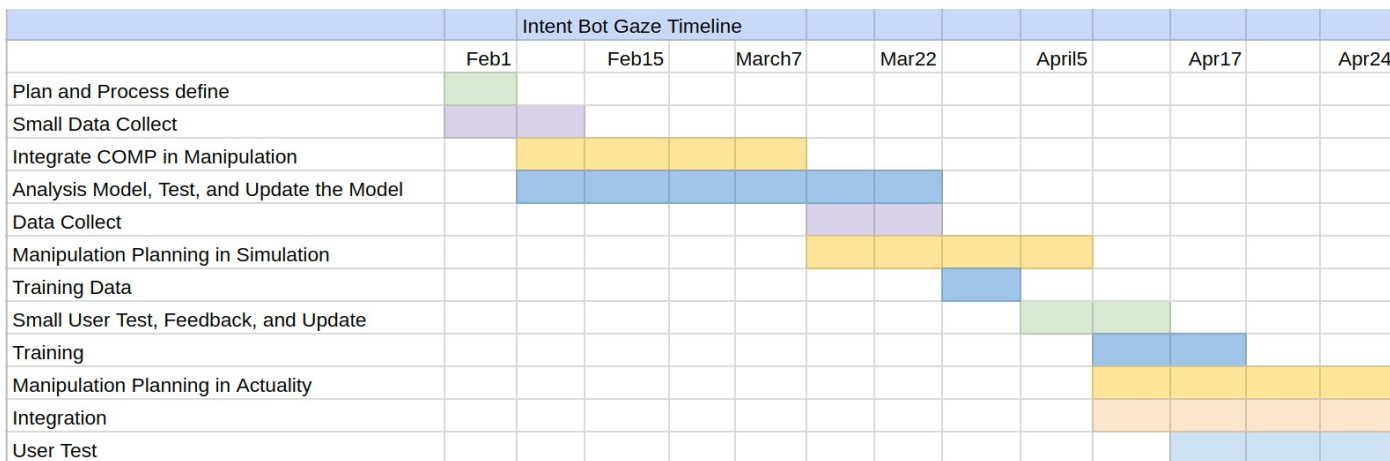 Intent Bot Gaze Timeline
Feb1 Feb15 March7 Mar22 April5 Apr17 Apr24
Plan and Process define
Small Data Collect
Integrate COMP in Manipulation
Analysis Model, Test, and Update the Model
Data Collect
Manipulation Planning in Simulation
Training Data
Small User Test, Feedback, and Update
Training
Manipulation Planning in Actuality
Integration
User Test